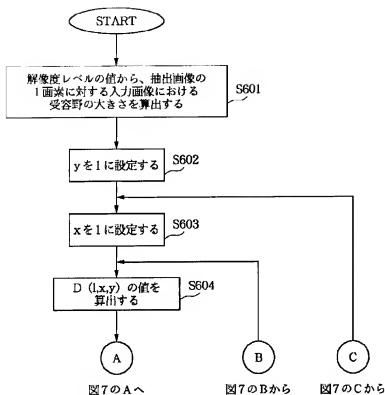 START
解像度レベルの値から、抽出画像の
1画素に対する入力画像における
受容野の大きさを算出する
S601
yを1に設定する
S602
xを1に設定する
S603
D (l,x,y) の値を
算出する
S604
A
B
C
図7のAへ
図7のBから
図7のCから